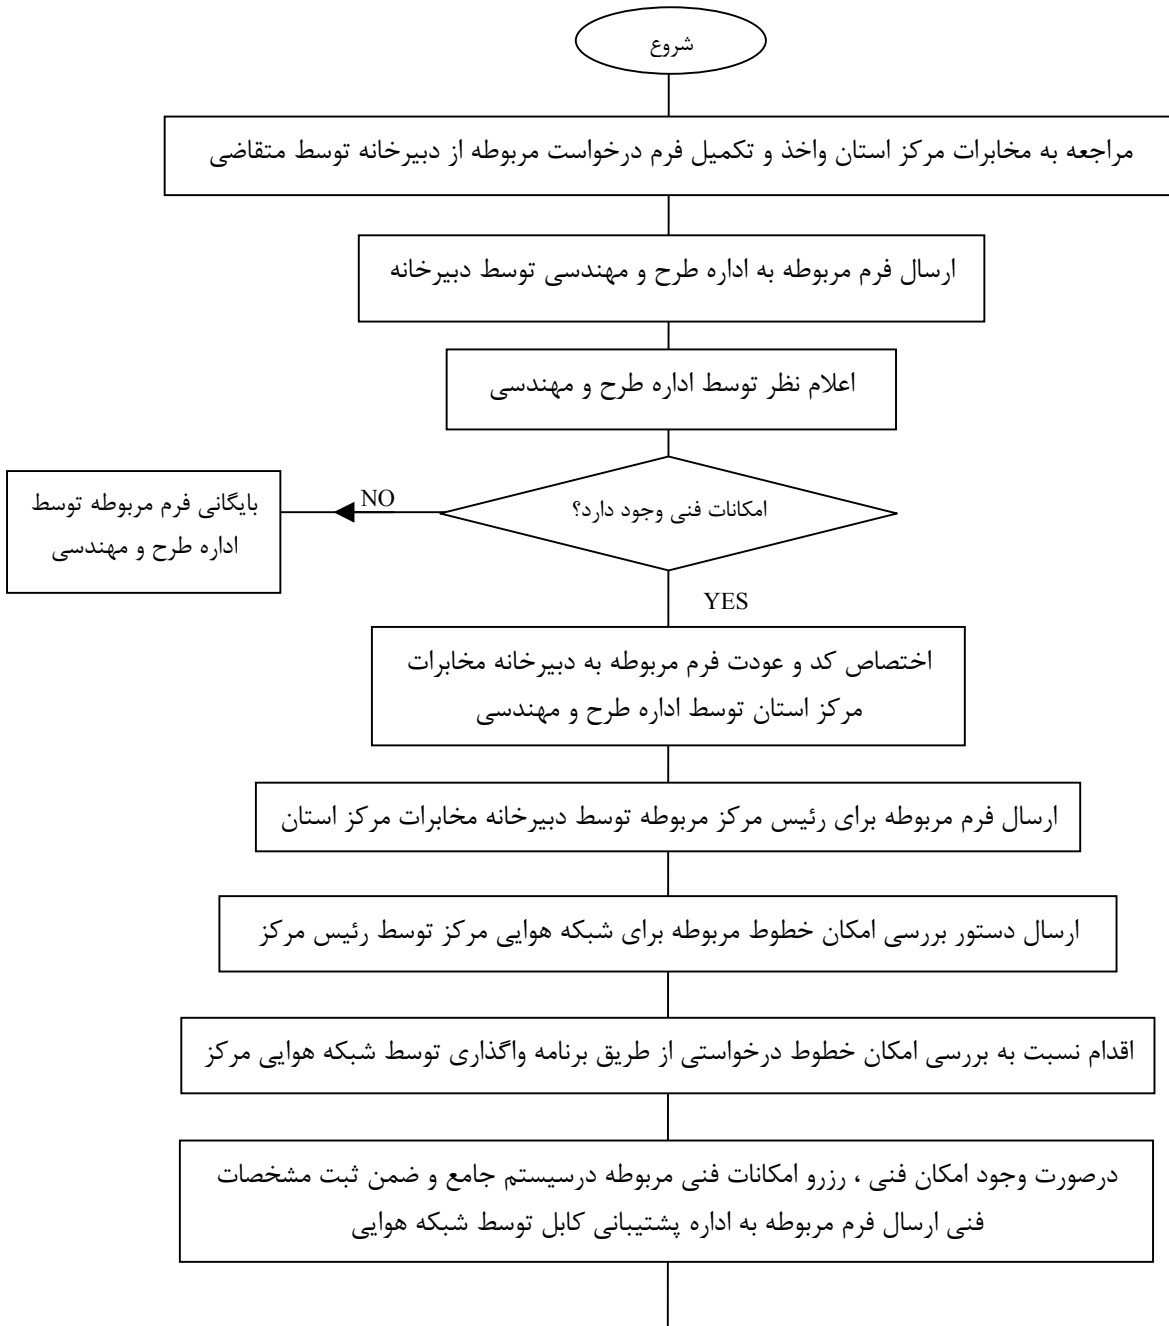 شروع
مراجعه به مخابرات مرکز استان واخذ و تکمیل فرم درخواست مربوطه از دبیرخانه توسط متقاضی
ارسال فرم مربوطه به اداره طرح و مهندسی توسط دبیرخانه
اعلام نظر توسط اداره طرح و مهندسی
امکانات فنی وجود دارد؟
NO
بایگانی فرم مربوطه توسط
اداره طرح و مهندسی
YES
اختصاص کد و عودت فرم مربوطه به دبیرخانه مخابرات
مرکز استان توسط اداره طرح و مهندسی
ارسال فرم مربوطه برای رئیس مرکز مربوطه توسط دبیرخانه مخابرات مرکز استان
ارسال دستور بررسی امکان خطوط مربوطه برای شبکه هوایی مرکز توسط رئیس مرکز
اقدام نسبت به بررسی امکان خطوط درخواستی از طریق برنامه واگذاری توسط شبکه هوایی مرکز
درصورت وجود امکان فنی ، رزرو امکانات فنی مربوطه درسیستم جامع و ضمن ثبت مشخصات
فنی ارسال فرم مربوطه به اداره پشتیبانی کابل توسط شبکه هوایی